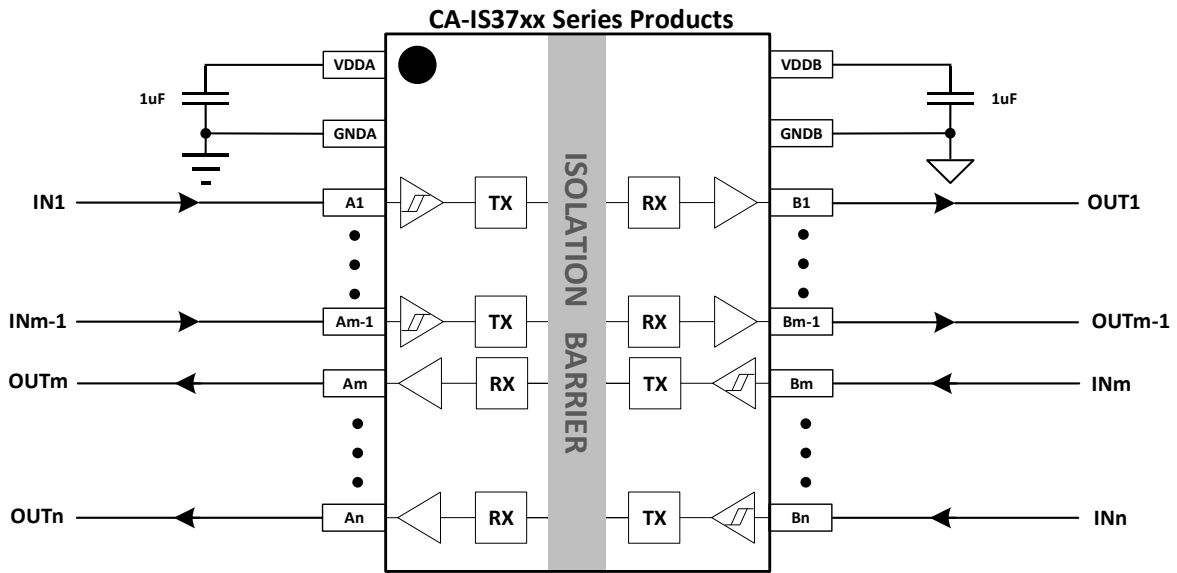 CA-IS37xx Series Products
VDDA
VDDB
1uF
1uF
GNDA
GNDB
ISOLATION BARRIER
IN1
A1
TX
RX
B1
OUT1
INm-1
Am-1
TX
RX
Bm-1
OUTm-1
OUTm
Am
RX
TX
Bm
INm
OUTn
An
RX
TX
Bn
INn